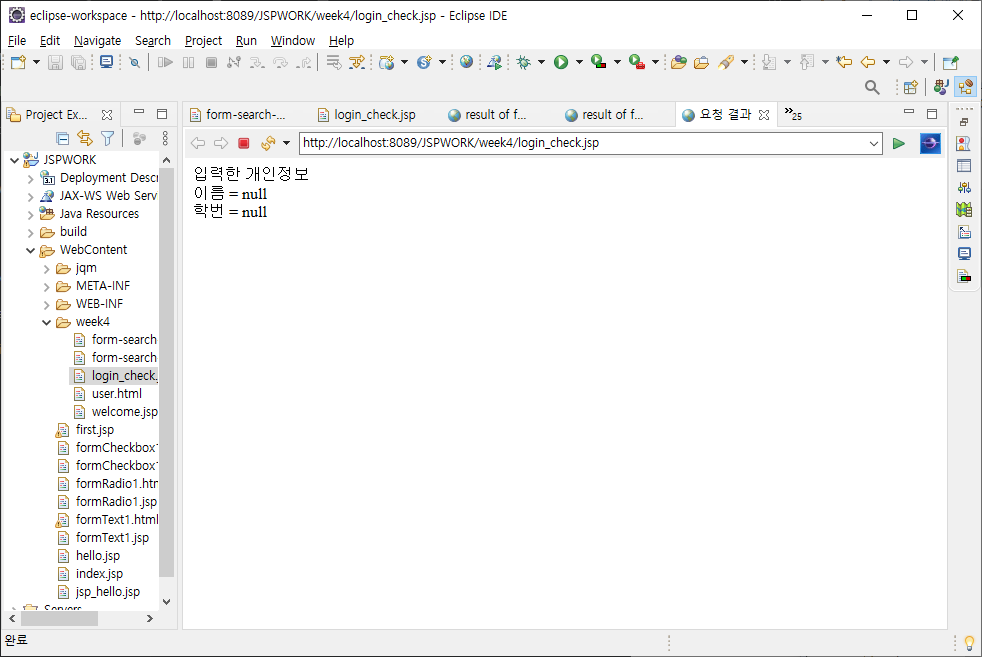 eclipse-workspace - http://localhost:8089/JSPWORK/week4/login_check.jsp - Eclipse IDE
File Edit Navigate Search Project Run Window Help
Project Ex...
form-search-... login_check.jsp result of f... result of f... 요청 결과 »25
http://localhost:8089/JSPWORK/week4/login_check.jsp
JSPWORK
Deployment Descr
JAX-WS Web Serv
Java Resources
build
WebContent
jqm
META-INF
WEB-INF
week4
form-search
form-search
login_check.
user.html
welcome.jsp
first.jsp
formCheckbox1
formCheckbox1
formRadio1.htn
formRadio1.jsp
formText1.html
formText1.jsp
hello.jsp
index.jsp
jsp_hello.jsp
Servers
입력한 개인정보
이름 = null
학번 = null
완료